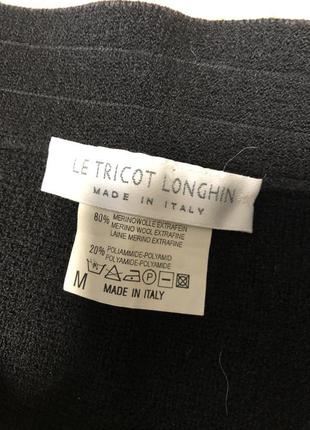 LE TRICOT LONGHIN
MADE IN ITALY
80% MERINOWOLLE EXTRAFEIN
MERINO WOOL EXTRAFINE
LAINE MERINO EXTRAFINE
20% POLIAMMIDE-POLYAMID
POLYAMIDE-POLYAMIDE
M
P
MADE IN ITALY